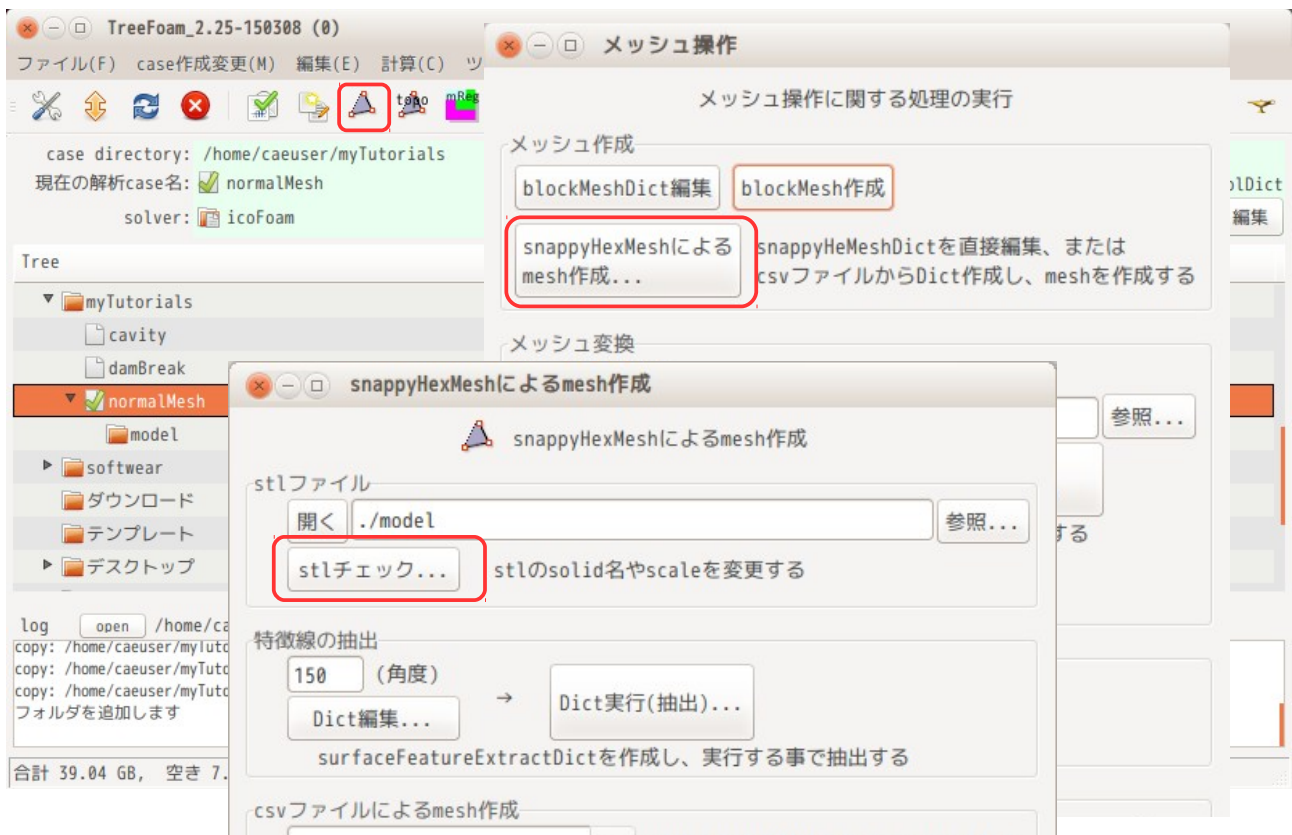 TreeFoam_2.25-150308 (0)
ファイル(F) case作成変更(M) 編集(E) 計算(C) ツ
topo
mReg
case directory: /home/caeuser/myTutorials
現在の解析case名: normalMesh
solver: icoFoam
Tree
myTutorials
cavity
damBreak
normalMesh
model
softwear
ダウンロード
テンプレート
デスクトップ
log open /home/ca
copy: /home/caeuser/myTuto
copy: /home/caeuser/myTuto
copy: /home/caeuser/myTuto
フォルダを追加します
合計 39.04 GB, 空き 7.
olDict
編集
メッシュ操作
メッシュ操作に関する処理の実行
メッシュ作成
blockMeshDict編集 blockMesh作成
snappyHexMeshによる
mesh作成...
snappyHeMeshDictを直接編集、または
csvファイルからDict作成し、meshを作成する
メッシュ変換
参照...
する
snappyHexMeshによるmesh作成
snappyHexMeshによるmesh作成
stlファイル
開く ./model 参照...
stlチェック... stlのsolid名やscaleを変更する
特徴線の抽出
150 (角度)
Dict編集... → Dict実行(抽出)...
surfaceFeatureExtractDictを作成し、実行する事で抽出する
csvファイルによるmesh作成